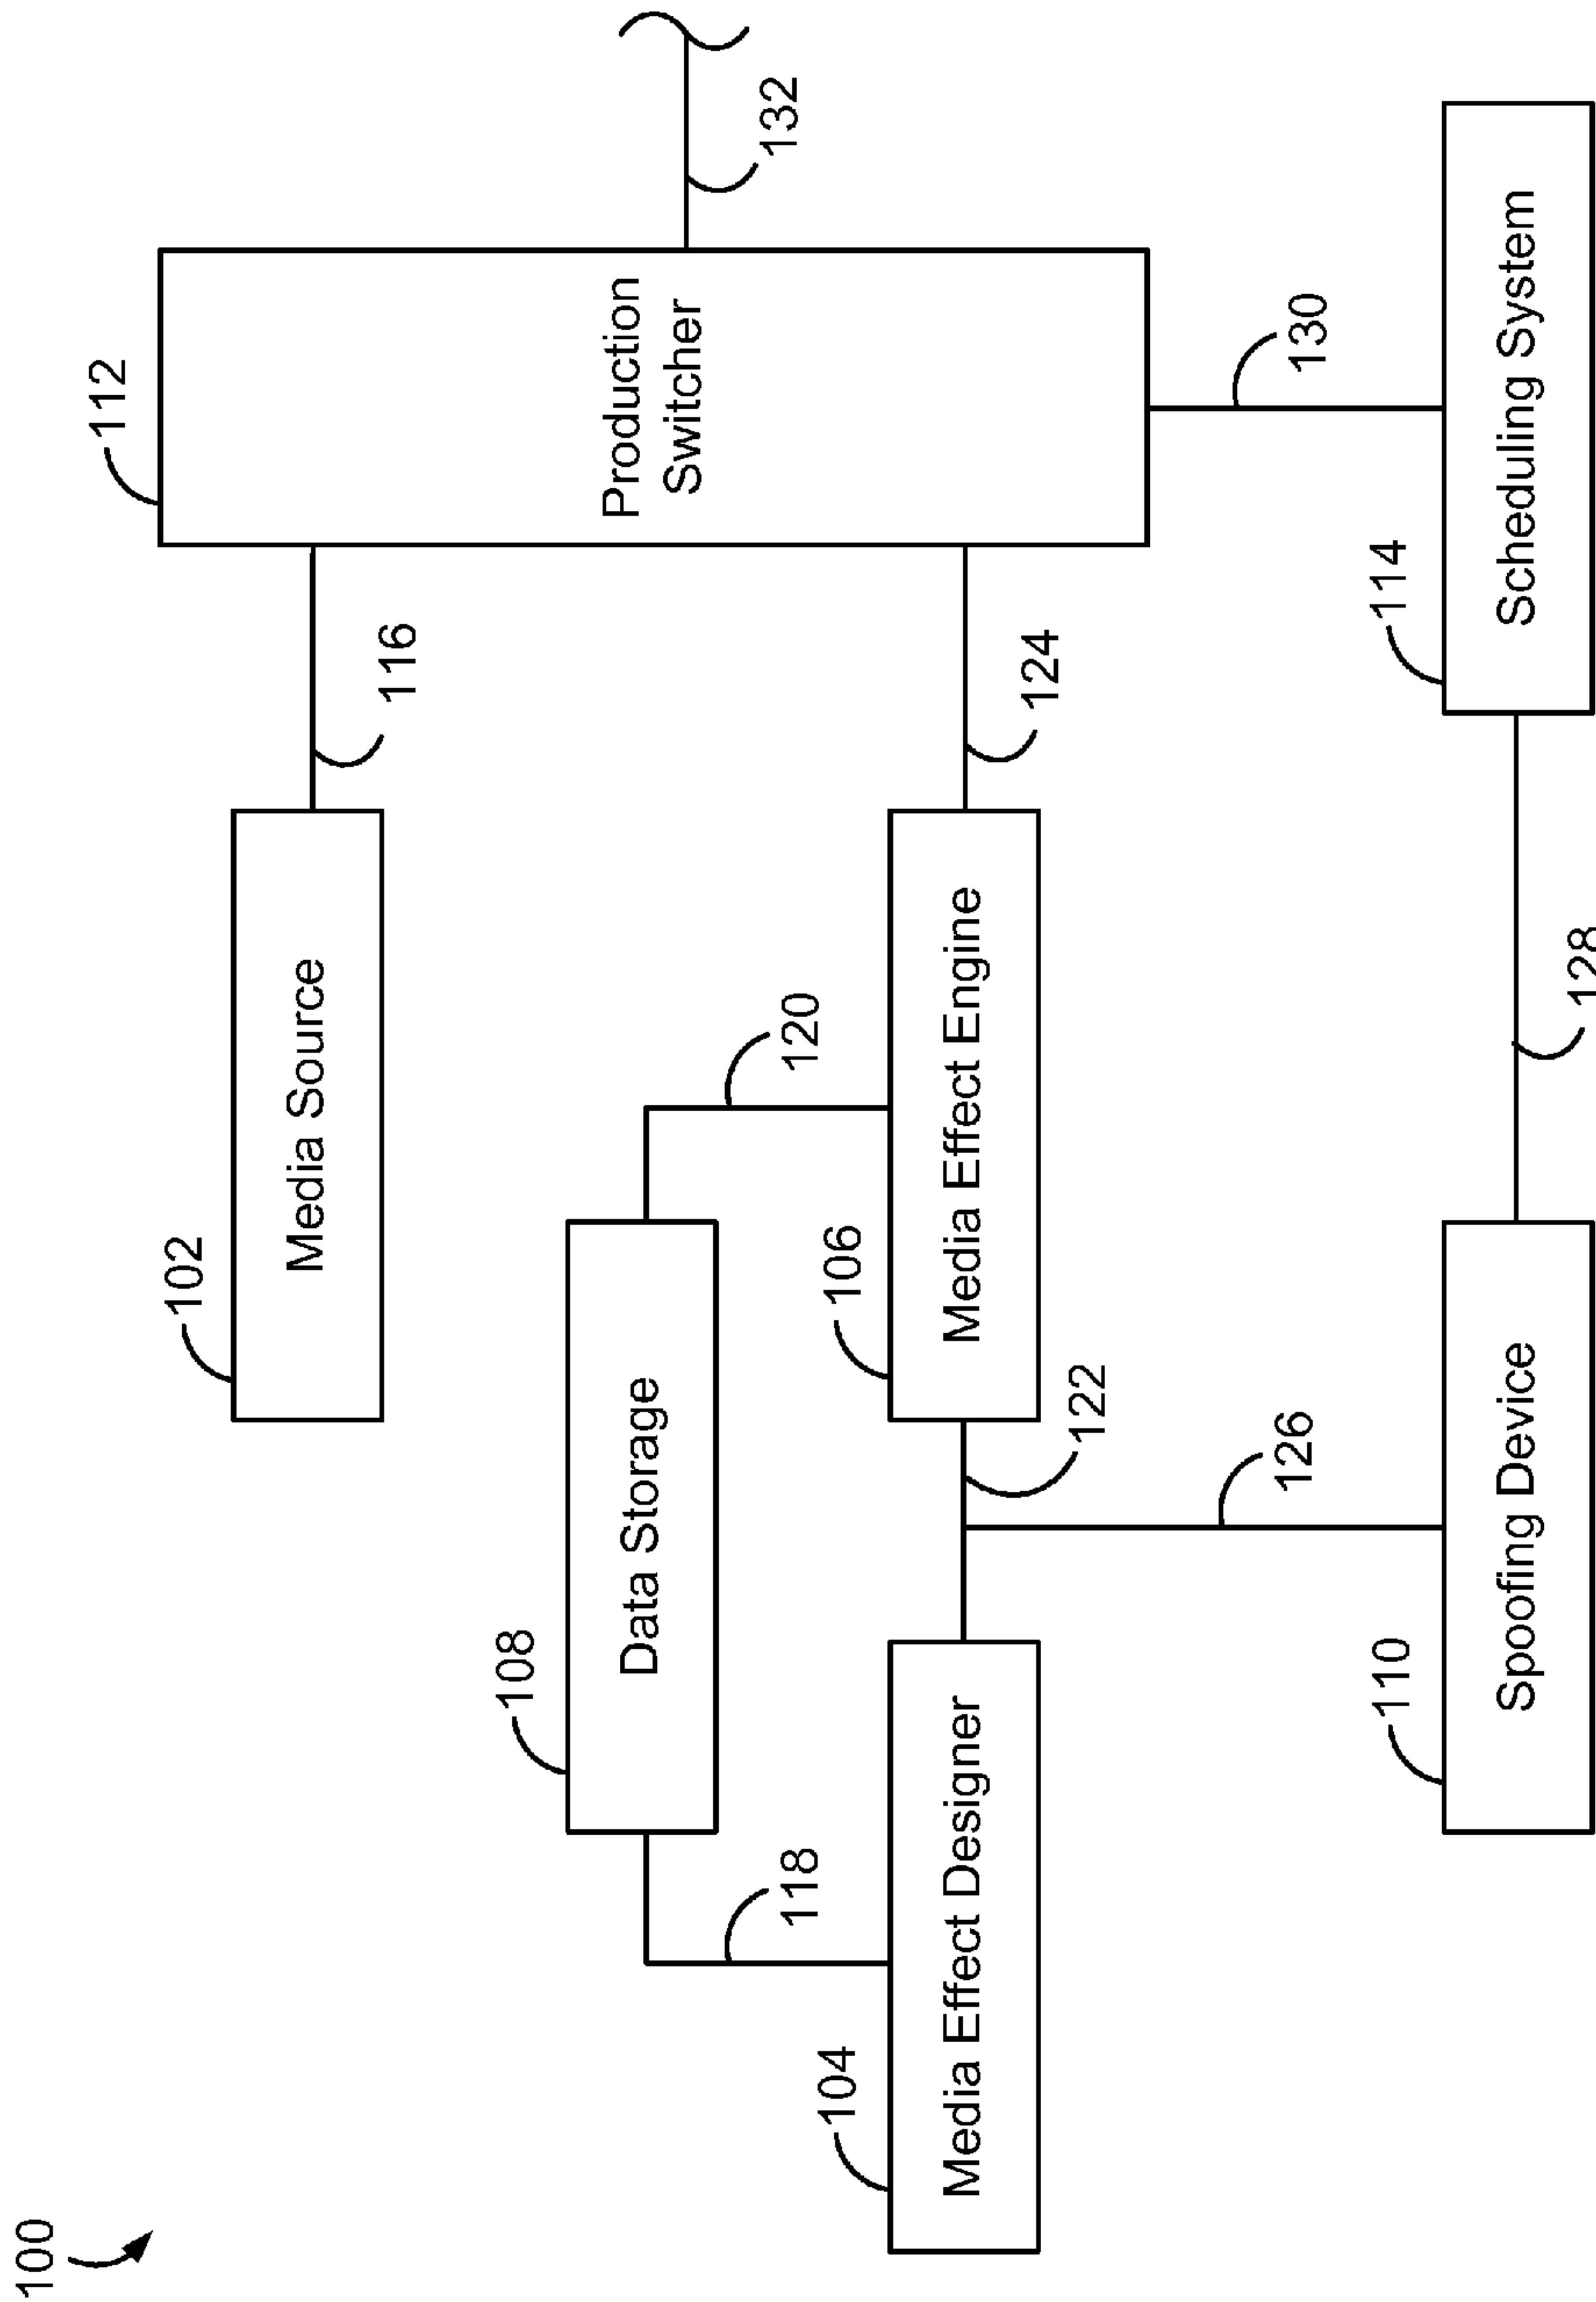 100
102
Media Source
116
112
Production
Switcher
132
108
Data Storage
118
120
104
Media Effect Designer
122
106
Media Effect Engine
124
126
130
110
Spoofing Device
128
114
Scheduling System